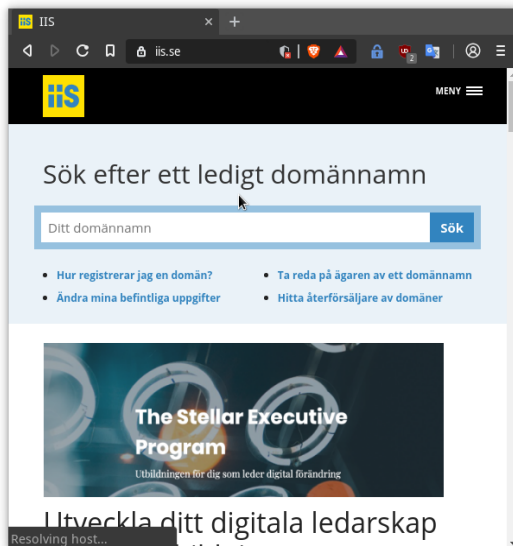 IIS
iis.se
2
iiS
MENY
Sök efter ett ledigt domännamn
Ditt domännamn
Sök
Hur registrerar jag en domän?
Ta reda på ägaren av ett domännamn
Ändra mina befintliga uppgifter
Hitta återförsäljare av domäner
The Stellar Executive
Program
Utbildningen för dig som leder digital förändring
Utveckla ditt digitala ledarskap
Resolving host...